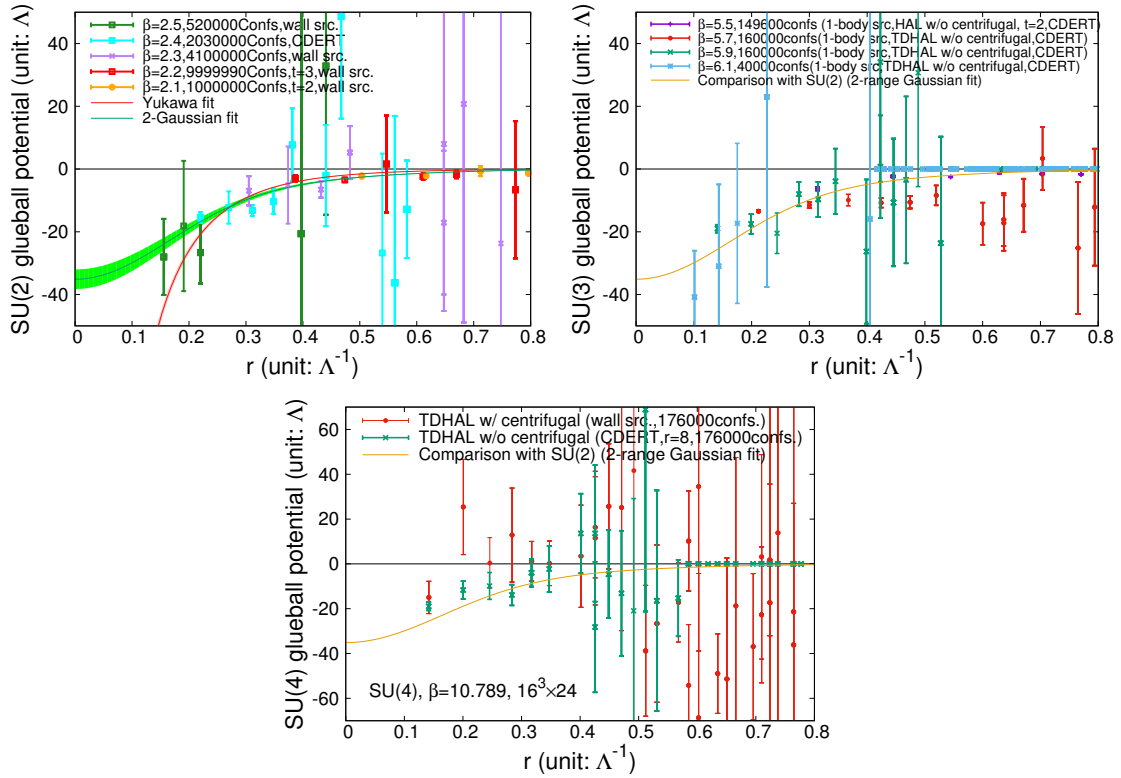 SU(2) glueball potential (unit: Λ)
40
20
0
-20
-40
β=2.5,520000Confs,wall src.
β=2.4,2030000Confs,CDERT
β=2.3,4100000Confs,wall src.
β=2.2,9999990Confs,t=3,wall src.
β=2.1,1000000Confs,t=2,wall src.
Yukawa fit
2-Gaussian fit
0 0.1 0.2 0.3 0.4 0.5 0.6 0.7 0.8
r (unit: Λ⁻¹)
SU(3) glueball potential (unit: Λ)
40
20
0
-20
-40
β=5.5,149600confs (1-body src,HAL w/o centrifugal, t=2,CDERT)
β=5.7,160000confs(1-body src,TDHAL w/o centrifugal,CDERT)
β=5.9,160000confs(1-body src,TDHAL w/o centrifugal,CDERT)
β=6.1,40000confs(1-body src,TDHAL w/o centrifugal,CDERT)
Comparison with SU(2) (2-range Gaussian fit)
0 0.1 0.2 0.3 0.4 0.5 0.6 0.7 0.8
r (unit: Λ⁻¹)
SU(4) glueball potential (unit: Λ)
60
40
20
0
-20
-40
-60
TDHAL w/ centrifugal (wall src.,176000confs.)
TDHAL w/o centrifugal (CDERT,r=8,176000confs.)
Comparison with SU(2) (2-range Gaussian fit)
SU(4), β=10.789, 16³×24
0 0.1 0.2 0.3 0.4 0.5 0.6 0.7 0.8
r (unit: Λ⁻¹)